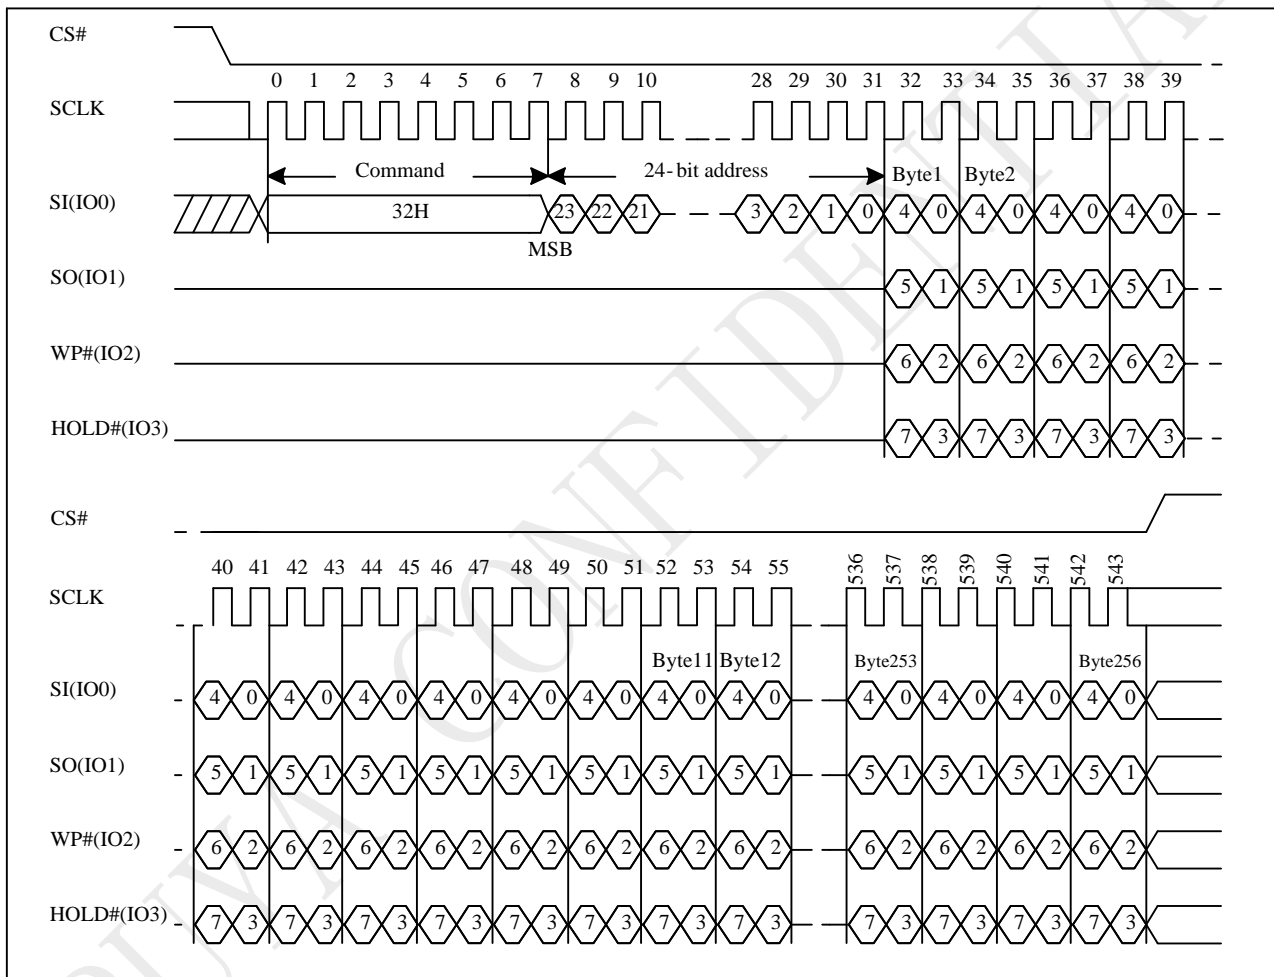 CS#
0 1 2 3 4 5 6 7 8 9 10 28 29 30 31 32 33 34 35 36 37 38 39
SCLK
Command 24-bit address Byte1 Byte2
SI(IO0) 32H 23 22 21 3 2 1 0 4 0 4 0 4 0 4 0
MSB
SO(IO1) 5 1 5 1 5 1 5 1
WP#(IO2) 6 2 6 2 6 2 6 2
HOLD#(IO3) 7 3 7 3 7 3 7 3
CS#
40 41 42 43 44 45 46 47 48 49 50 51 52 53 54 55 536 537 538 539 540 541 542 543
SCLK
Byte11 Byte12 Byte253 Byte256
SI(IO0) 4 0 4 0 4 0 4 0 4 0 4 0 4 0 4 0 4 0 4 0 4 0 4 0
SO(IO1) 5 1 5 1 5 1 5 1 5 1 5 1 5 1 5 1 5 1 5 1 5 1 5 1
WP#(IO2) 6 2 6 2 6 2 6 2 6 2 6 2 6 2 6 2 6 2 6 2 6 2 6 2
HOLD#(IO3) 7 3 7 3 7 3 7 3 7 3 7 3 7 3 7 3 7 3 7 3 7 3 7 3
PUYA CONFIDENTIA